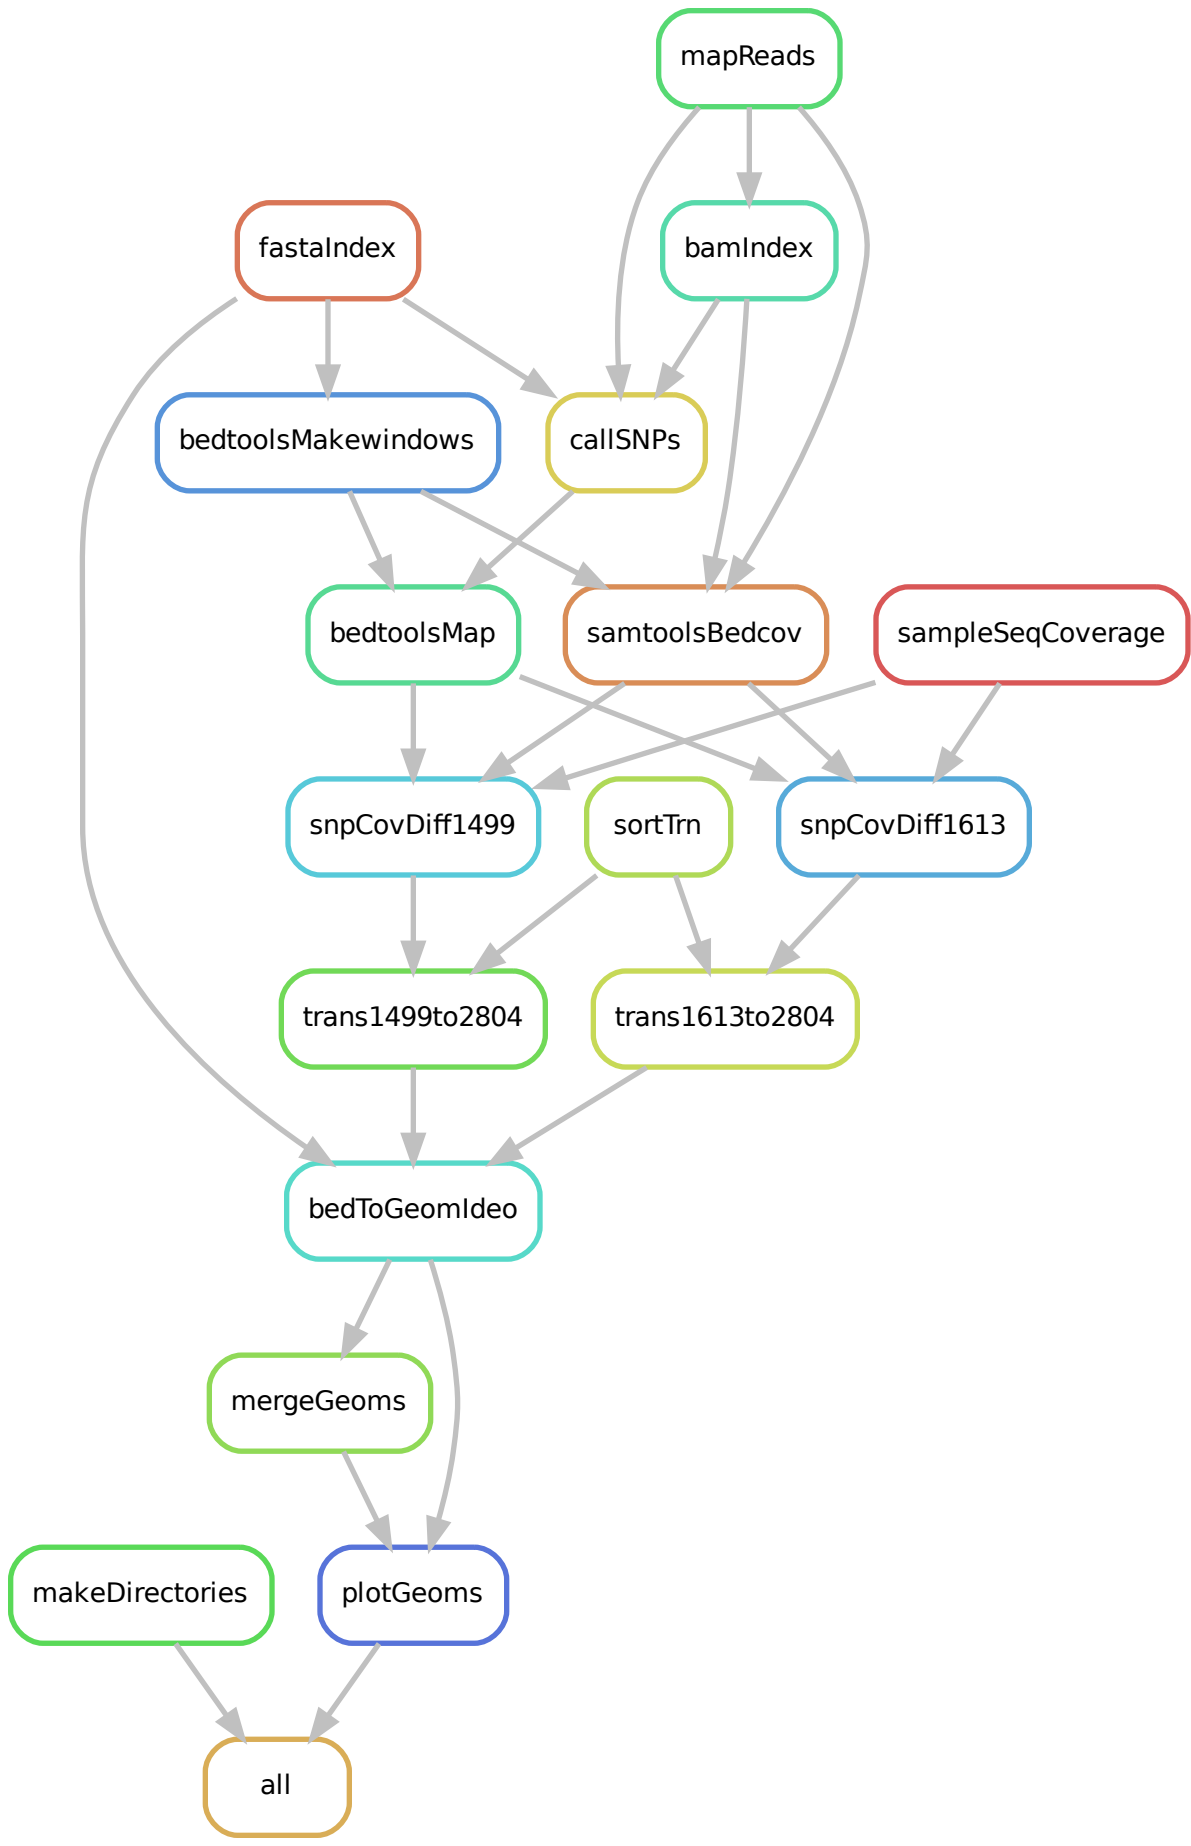 mapReads
fastaIndex
bamIndex
bedtoolsMakewindows
callSNPs
bedtoolsMap
samtoolsBedcov
sampleSeqCoverage
snpCovDiff1499
sortTrn
snpCovDiff1613
trans1499to2804
trans1613to2804
bedToGeomIdeo
mergeGeoms
makeDirectories
plotGeoms
all